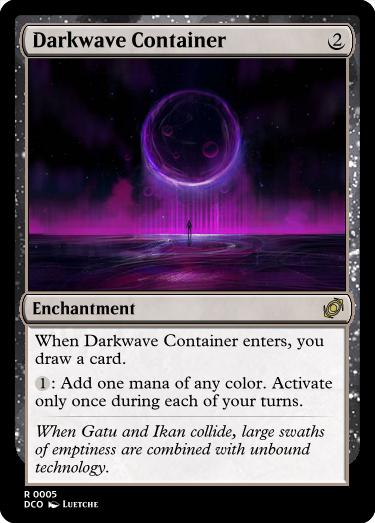 Darkwave Container 2
Enchantment
When Darkwave Container enters, you
draw a card.
1: Add one mana of any color. Activate
only once during each of your turns.
When Gatu and Ikan collide, large swaths
of emptiness are combined with unbound
technology.
R 0005
DCO Luetche